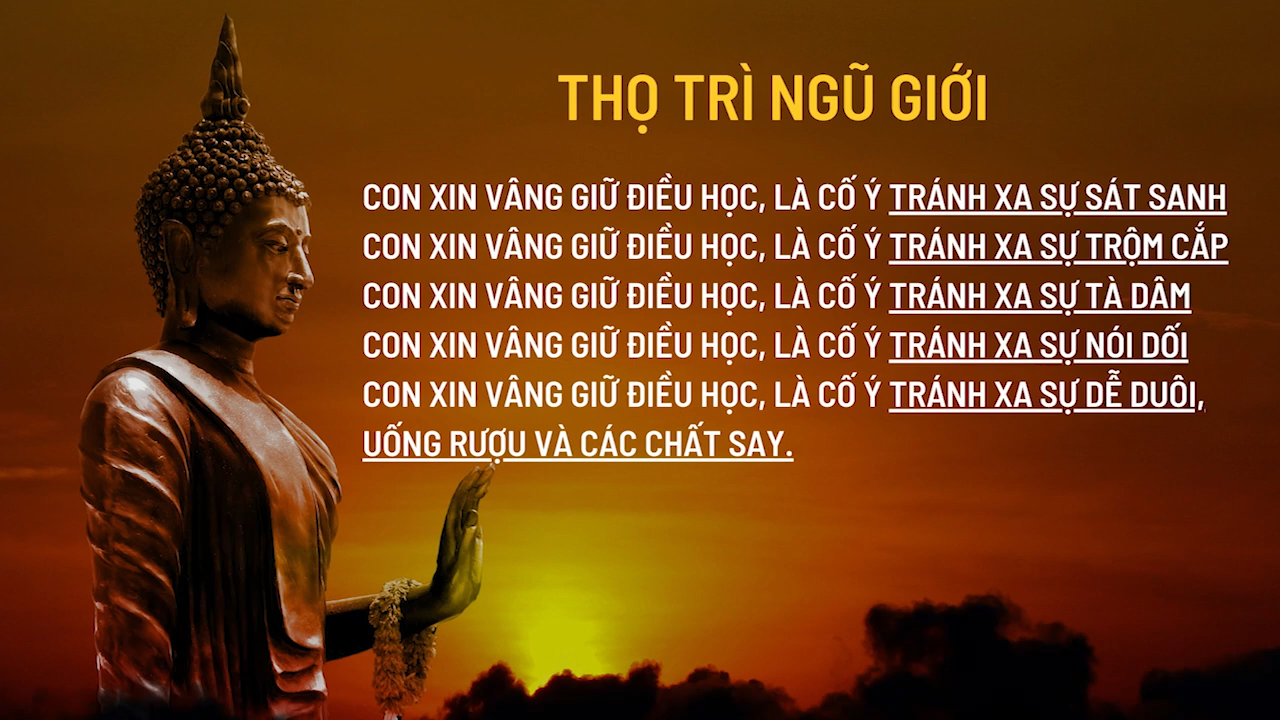 THỌ TRÌ NGŨ GIỚI
CON XIN VÂNG GIỮ ĐIỀU HỌC, LÀ CỐ Ý TRÁNH XA SỰ SÁT SANH
CON XIN VÂNG GIỮ ĐIỀU HỌC, LÀ CỐ Ý TRÁNH XA SỰ TRỘM CẮP
CON XIN VÂNG GIỮ ĐIỀU HỌC, LÀ CỐ Ý TRÁNH XA SỰ TÀ DÂM
CON XIN VÂNG GIỮ ĐIỀU HỌC, LÀ CỐ Ý TRÁNH XA SỰ NÓI DỐI
CON XIN VÂNG GIỮ ĐIỀU HỌC, LÀ CỐ Ý TRÁNH XA SỰ DỄ DUÔI,
UỐNG RƯỢU VÀ CÁC CHẤT SAY.